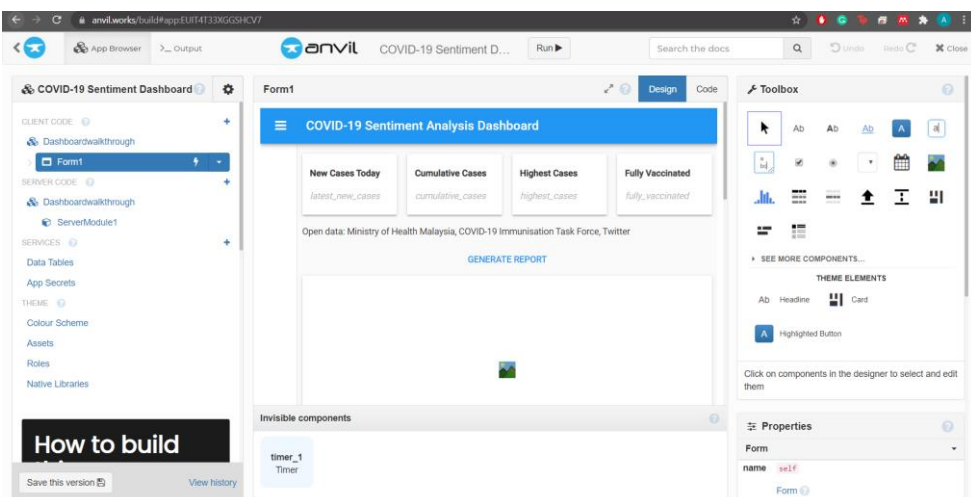 anvil.works/build#app:EUIT4T33XGGSHCV7
App Browser
>_ Output
anvil
COVID-19 Sentiment D...
Run
Search the docs
Undo
Redo
Close
COVID-19 Sentiment Dashboard
CLIENT CODE
Dashboardwalkthrough
Form1
SERVER CODE
Dashboardwalkthrough
ServerModule1
SERVICES
Data Tables
App Secrets
THEME
Colour Scheme
Assets
Roles
Native Libraries
How to build
Save this version
View history
Form1
Design
Code
COVID-19 Sentiment Analysis Dashboard
New Cases Today
Cumulative Cases
Highest Cases
Fully Vaccinated
latest_new_cases
cumulative_cases
highest_cases
fully_vaccinated
Open data: Ministry of Health Malaysia, COVID-19 Immunisation Task Force, Twitter
GENERATE REPORT
Invisible components
timer_1
Timer
Toolbox
Ab
Ab
Ab
A
a
SEE MORE COMPONENTS...
THEME ELEMENTS
Ab Headline
Card
A Highlighted Button
Click on components in the designer to select and edit
them
Properties
Form
name self
Form